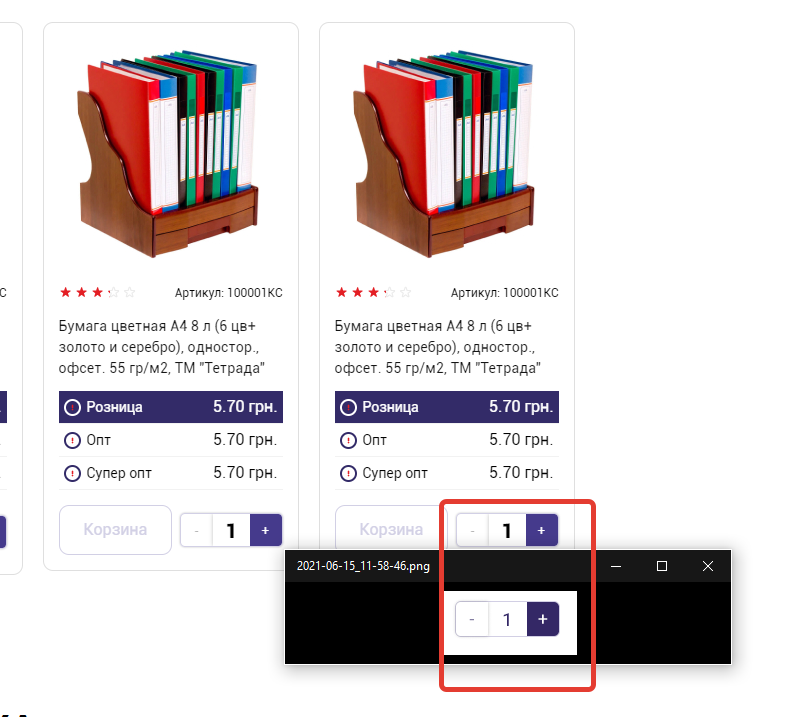 С
Артикул: 100001КС
Артикул: 100001КС
Бумага цветная А4 8 л (6 цв+
золото и серебро), одностор.,
офсет. 55 гр/м2, ТМ "Тетрада"
Бумага цветная А4 8 л (6 цв+
золото и серебро), одностор.,
офсет. 55 гр/м2, ТМ "Тетрада"
! Розница 5.70 грн.
! Розница 5.70 грн.
! Опт 5.70 грн.
! Опт 5.70 грн.
! Супер опт 5.70 грн.
! Супер опт 5.70 грн.
Корзина - 1 +
Корзина - 1 +
2021-06-15_11-58-46.png
- 1 +